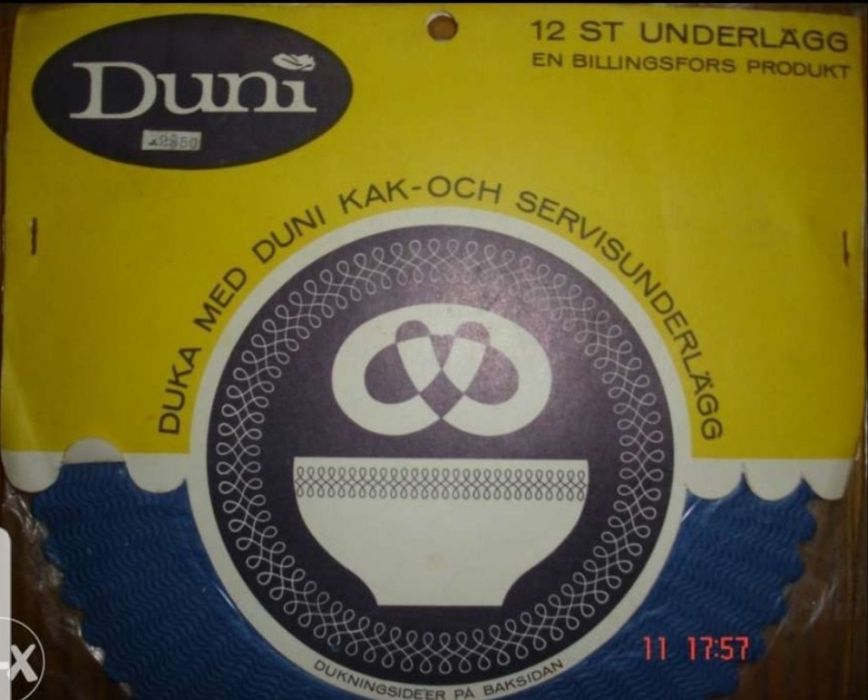 Duni
12 ST UNDERLÄGG
EN BILLINGSFORS PRODUKT
DUKA MED DUNI KAK-OCH SERVISUNDERLÄGG
DUKNINGSIDEER PÅ BAKSIDAN
11 17:57